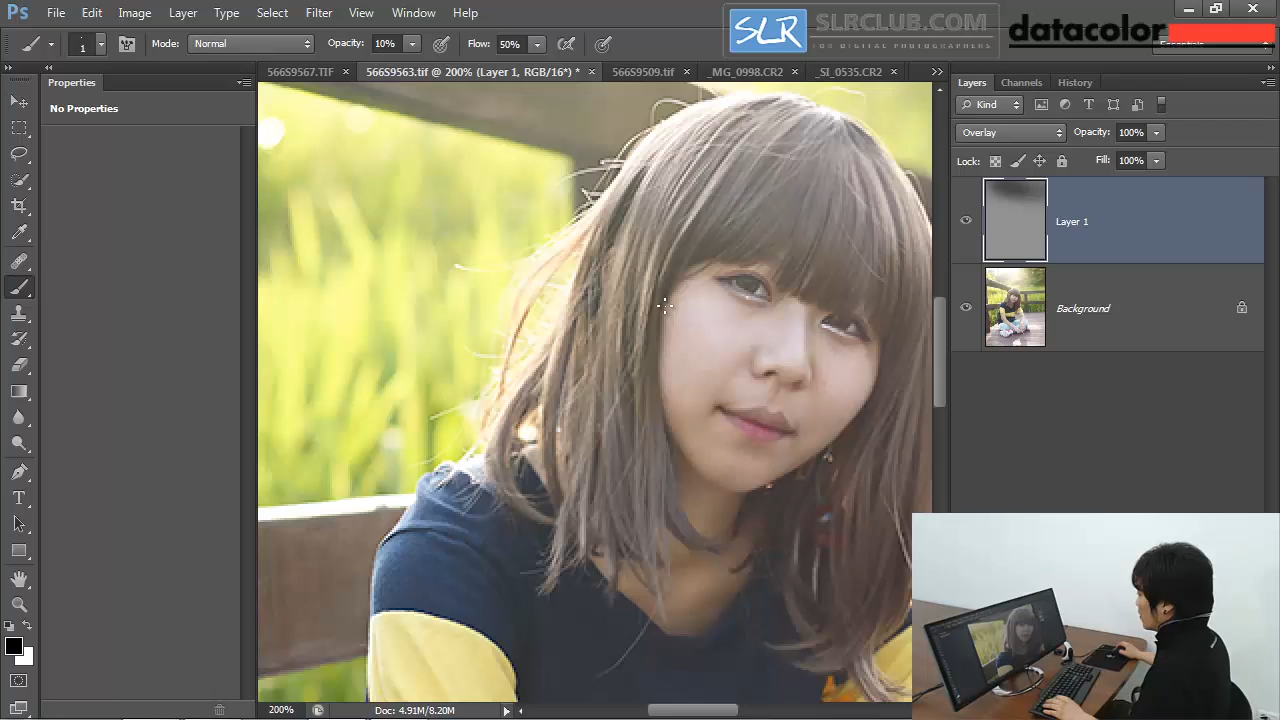 Ps File Edit Image Layer Type Select Filter View Window Help
1 Mode: Normal Opacity: 10% Flow: 50%
SLR SLRCLUB.COM
FOR DIGITAL PHOTOGRAPHERS
datacolor
566S9567.TIF × 566S9563.tif @ 200% (Layer 1, RGB/16*) * × 566S9509.tif × _MG_0998.CR2 × _SI_0535.CR2 ×
Properties
No Properties
Layers Channels History
Kind
Overlay Opacity: 100%
Lock: Fill: 100%
Layer 1
Background
200% Doc: 4.91M/8.20M